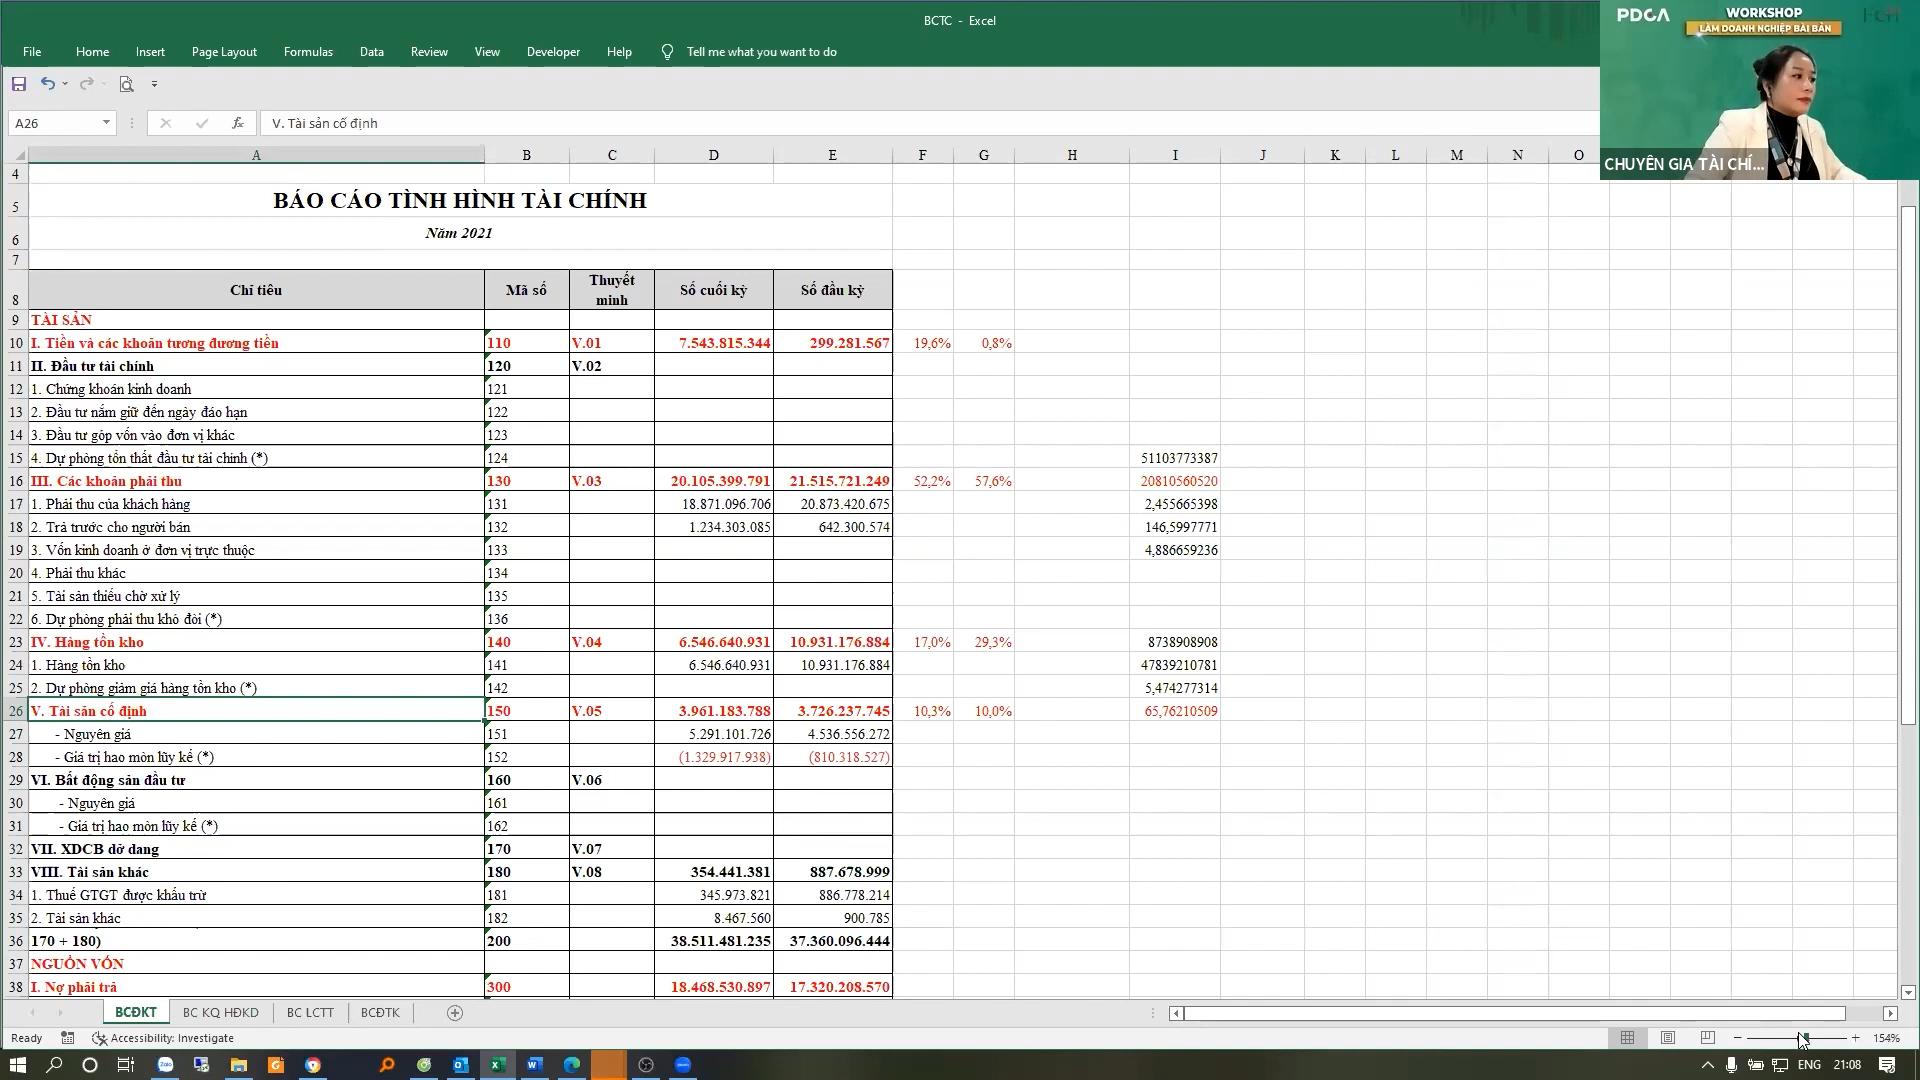 BCTC - Excel
PDCA
WORKSHOP
LÀM DOANH NGHIỆP BÀI BẢN
File Home Insert Page Layout Formulas Data Review View Developer Help Tell me what you want to do
A26 fx V. Tài sản cố định
CHUYÊN GIA TÀI CHÍ...
A B C D E F G H I J K L M N O
4
5 BÁO CÁO TÌNH HÌNH TÀI CHÍNH
6 Năm 2021
7
8 Chỉ tiêu Mã số Thuyết minh Số cuối kỳ Số đầu kỳ
9 TÀI SẢN
10 I. Tiền và các khoản tương đương tiền 110 V.01 7.543.815.344 299.281.567 19,6% 0,8%
11 II. Đầu tư tài chính 120 V.02
12 1. Chứng khoán kinh doanh 121
13 2. Đầu tư nắm giữ đến ngày đáo hạn 122
14 3. Đầu tư góp vốn vào đơn vị khác 123
15 4. Dự phòng tổn thất đầu tư tài chính (*) 124 51103773387
16 III. Các khoản phải thu 130 V.03 20.105.399.791 21.515.721.249 52,2% 57,6% 20810560520
17 1. Phải thu của khách hàng 131 18.871.096.706 20.873.420.675 2,455665398
18 2. Trả trước cho người bán 132 1.234.303.085 642.300.574 146,5997771
19 3. Vốn kinh doanh ở đơn vị trực thuộc 133 4,886659236
20 4. Phải thu khác 134
21 5. Tài sản thiếu chờ xử lý 135
22 6. Dự phòng phải thu khó đòi (*) 136
23 IV. Hàng tồn kho 140 V.04 6.546.640.931 10.931.176.884 17,0% 29,3% 8738908908
24 1. Hàng tồn kho 141 6.546.640.931 10.931.176.884 47839210781
25 2. Dự phòng giảm giá hàng tồn kho (*) 142 5,474277314
26 V. Tài sản cố định 150 V.05 3.961.183.788 3.726.237.745 10,3% 10,0% 65,76210509
27 - Nguyên giá 151 5.291.101.726 4.536.556.272
28 - Giá trị hao mòn lũy kế (*) 152 (1.329.917.938) (810.318.527)
29 VI. Bất động sản đầu tư 160 V.06
30 - Nguyên giá 161
31 - Giá trị hao mòn lũy kế (*) 162
32 VII. XDCB dở dang 170 V.07
33 VIII. Tài sản khác 180 V.08 354.441.381 887.678.999
34 1. Thuế GTGT được khấu trừ 181 345.973.821 886.778.214
35 2. Tài sản khác 182 8.467.560 900.785
36 170 + 180) 200 38.511.481.235 37.360.096.444
37 NGUỒN VỐN
38 I. Nợ phải trả 300 18.468.530.897 17.320.208.570
BCĐKT BC KQ HĐKD BC LCTT BCĐTK
Ready Accessibility: Investigate 154%
ENG 21:08